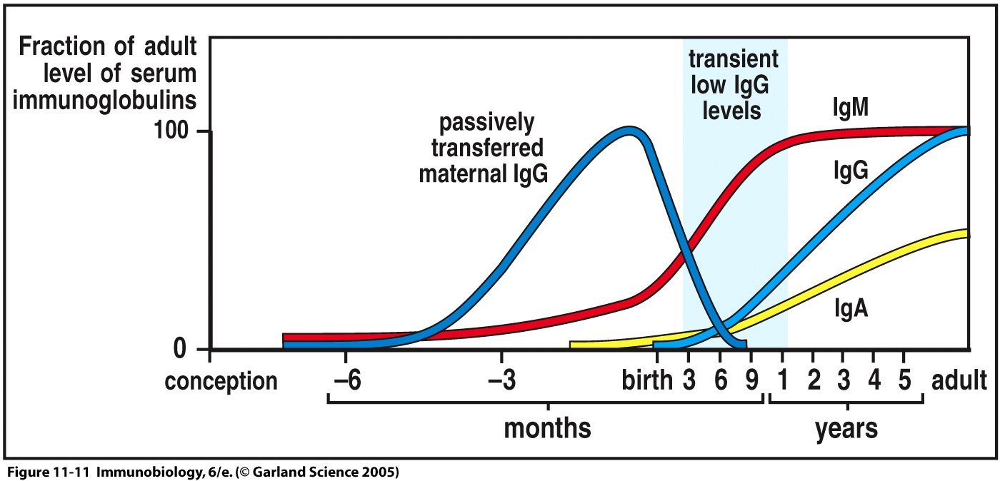 Fraction of adult
level of serum
immunoglobulins
100
0
passively
transferred
maternal IgG
transient
low IgG
levels
IgM
IgG
IgA
conception –6 –3 birth 3 6 9 1 2 3 4 5 adult
months years
Figure 11-11 Immunobiology, 6/e. (© Garland Science 2005)